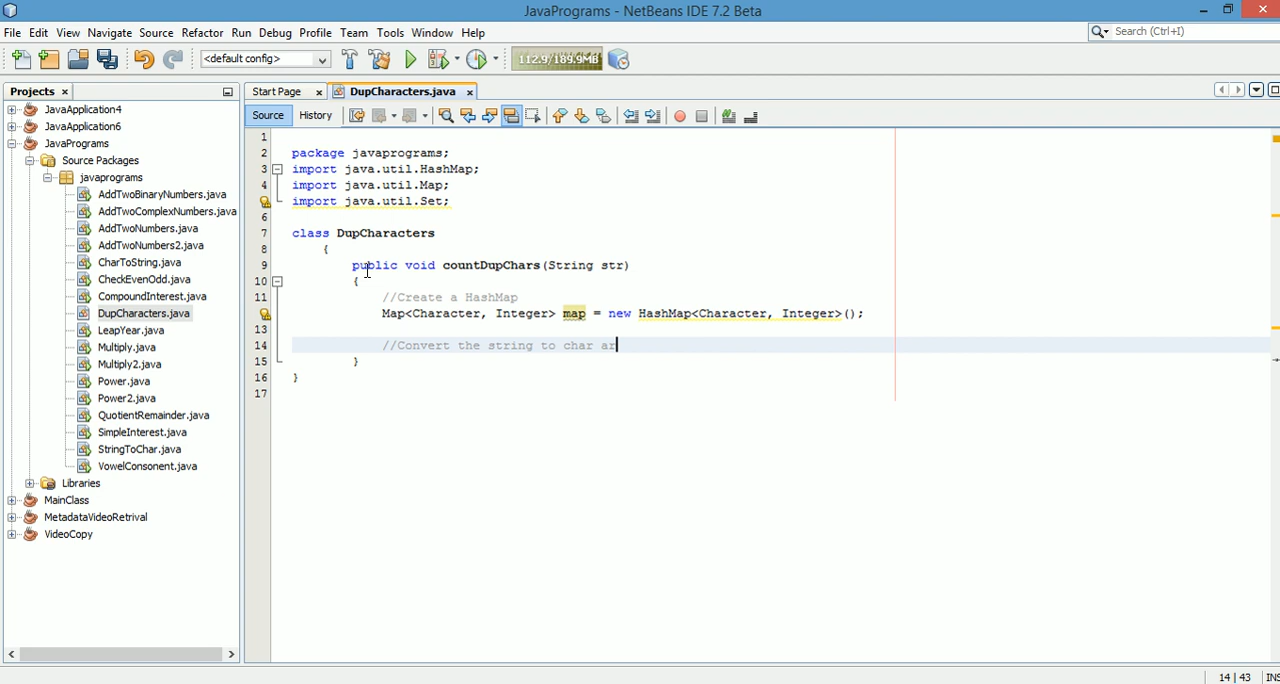 JavaPrograms - NetBeans IDE 7.2 Beta
File Edit View Navigate Source Refactor Run Debug Profile Team Tools Window Help
Search (Ctrl+I)
<default config>
112.9/189.9MB
Projects
Start Page
DupCharacters.java
Source
History
JavaApplication4
JavaApplication6
JavaPrograms
Source Packages
javaprograms
AddTwoBinaryNumbers.java
AddTwoComplexNumbers.java
AddTwoNumbers.java
AddTwoNumbers2.java
CharToString.java
CheckEvenOdd.java
CompoundInterest.java
DupCharacters.java
LeapYear.java
Multiply.java
Multiply2.java
Power.java
Power2.java
QuotientRemainder.java
SimpleInterest.java
StringToChar.java
VowelConsonent.java
Libraries
MainClass
MetadataVideoRetrival
VideoCopy
1
2 package javaprograms;
3 import java.util.HashMap;
4 import java.util.Map;
import java.util.Set;
6
7 class DupCharacters
8 {
9 public void countDupChars(String str)
10 {
11 //Create a HashMap
Map<Character, Integer> map = new HashMap<Character, Integer>();
13
14 //Convert the string to char ar
15 }
16 }
17
14 | 43 INS